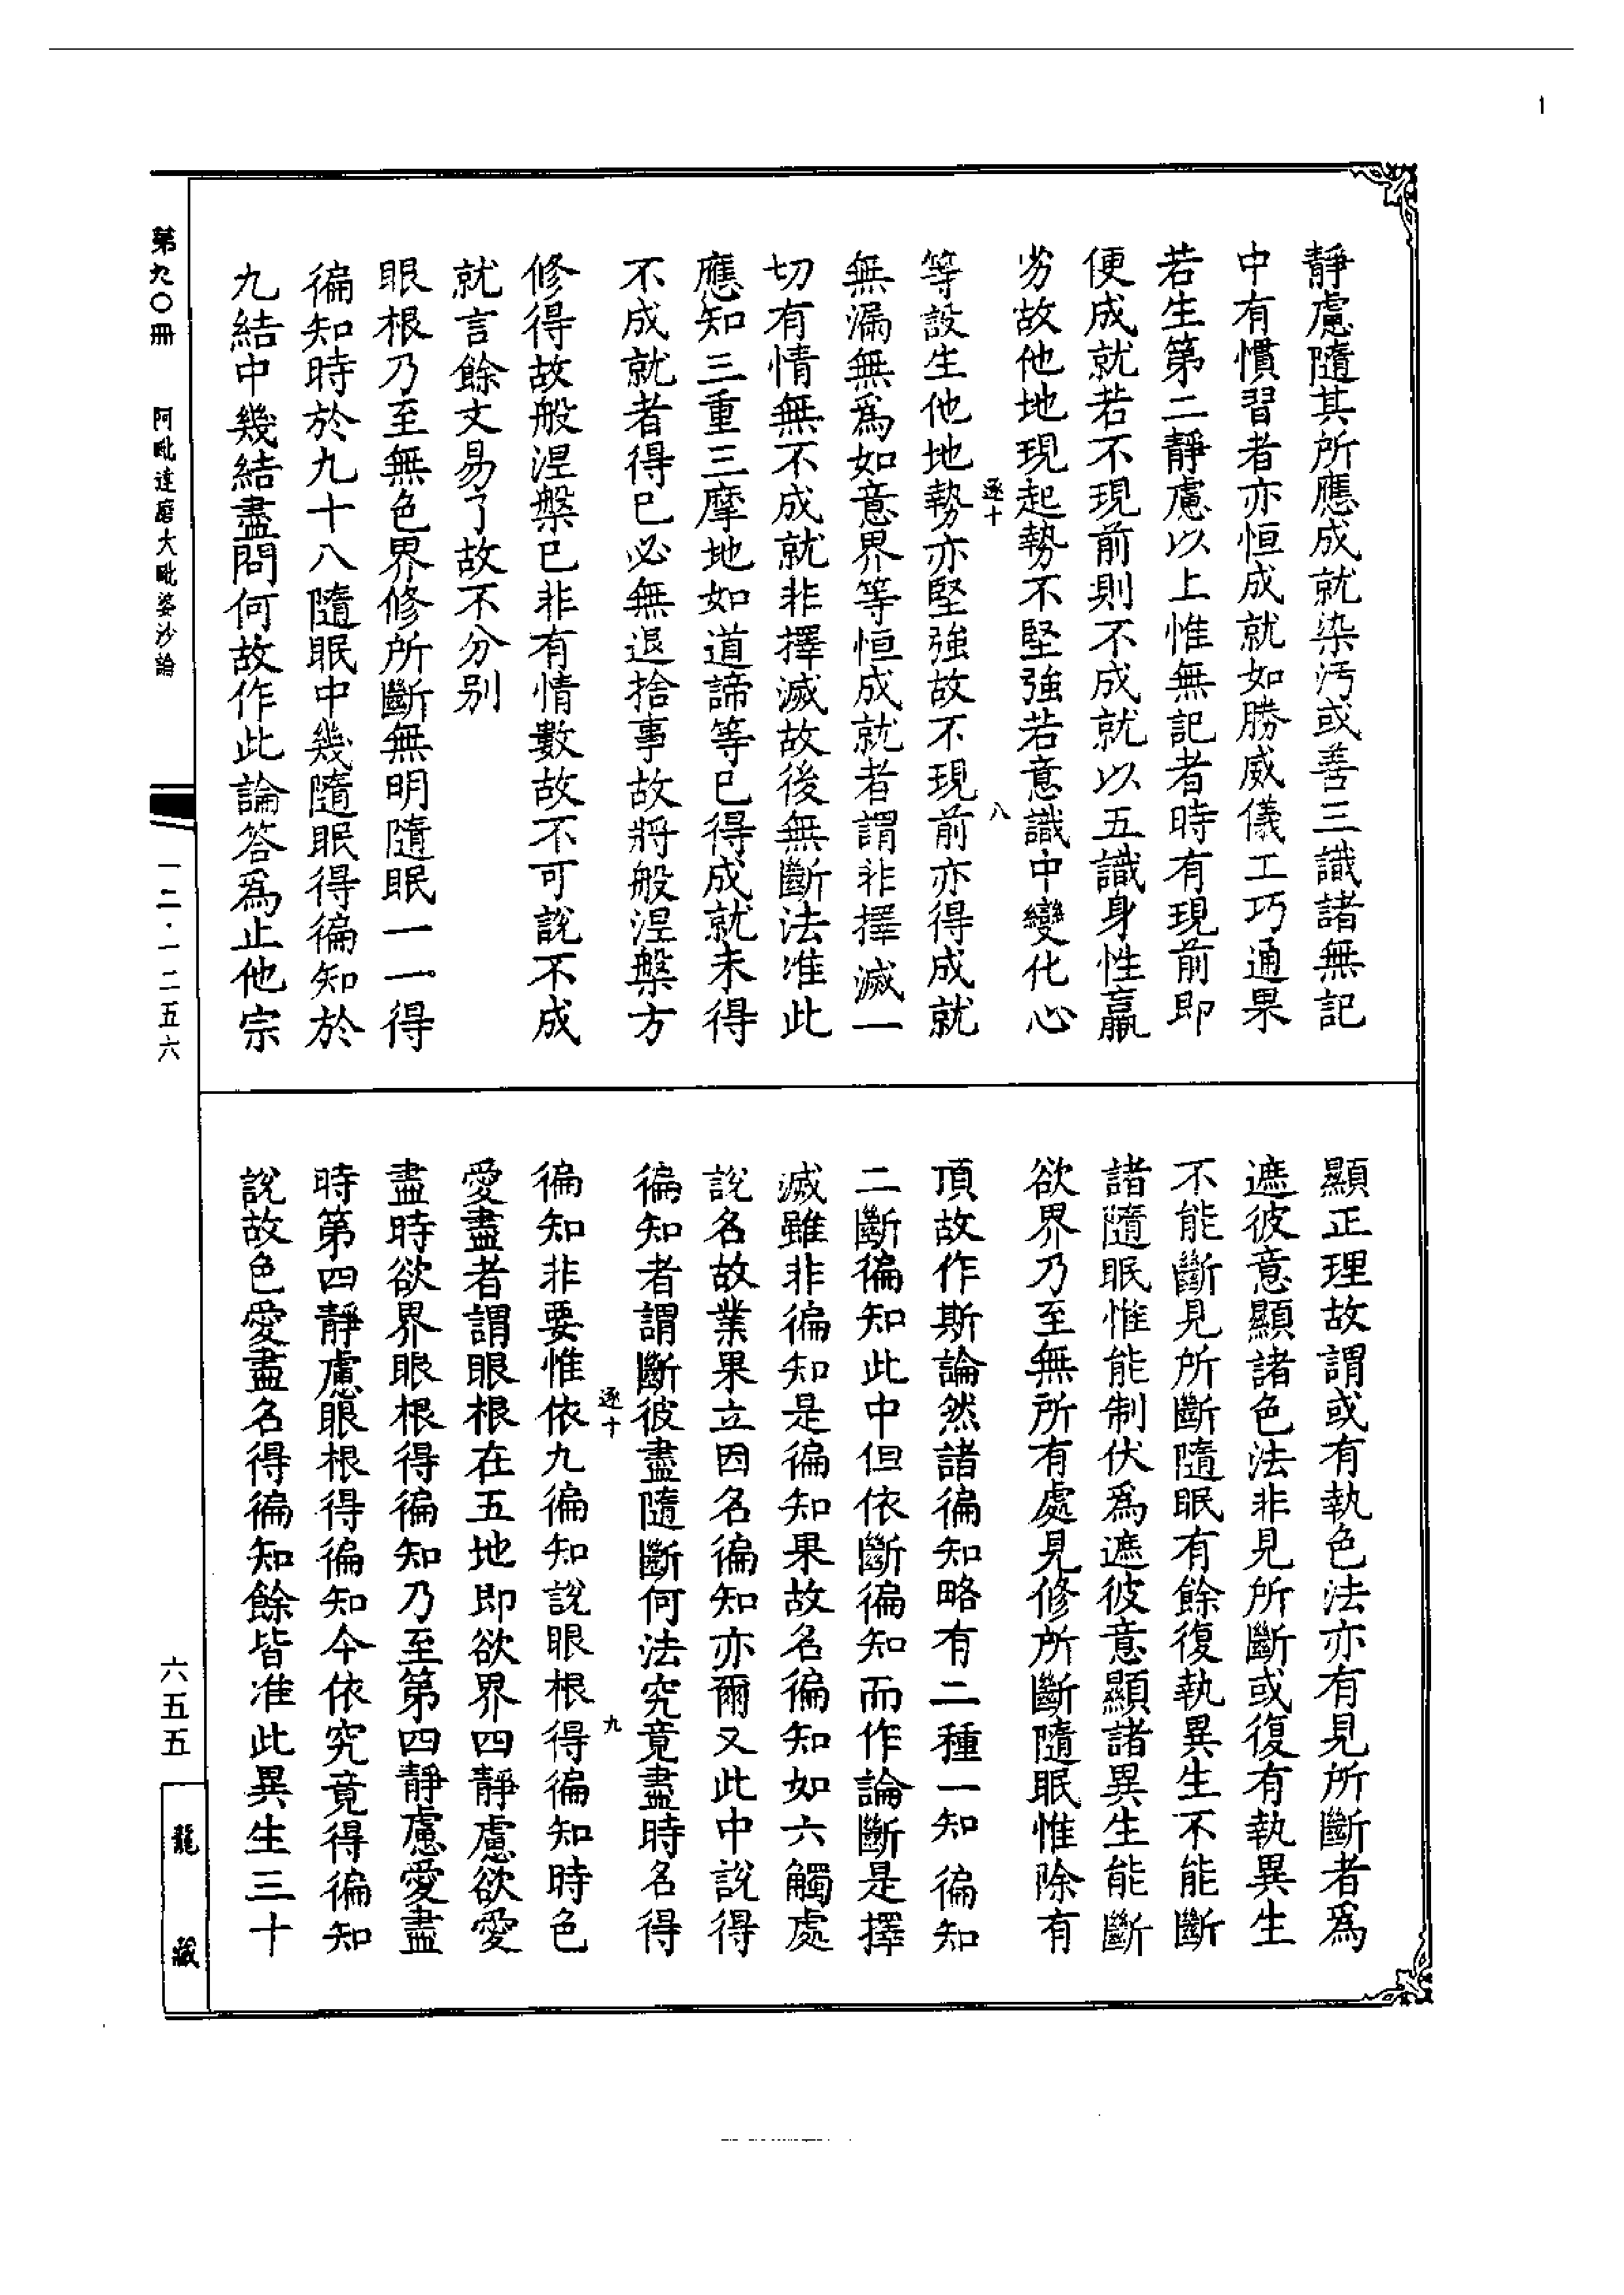 1
靜慮隨其所應成就染汚或善三識諸無記
中有慣習者亦恒成就如勝威儀工巧通果
若生第二靜慮以上惟無記者時有現前即
便成就若不現前則不成就以五識身性羸
劣故他地現起勢不堅強若意識中變化心
逐十 八
等設生他地勢亦堅強故不現前亦得成就
無漏無爲如意界等恒成就者謂非擇滅一
切有情無不成就非擇滅故後無斷法准此
應知三重三摩地如道諦等已得成就未得
不成就者得已必無退捨事故將般涅槃方
修得故般涅槃已非有情數故不可說不成
就言餘文易了故不分別
眼根乃至無色界修所斷無明隨眠一一得
徧知時於九十八隨眠中幾隨眠得徧知於
九結中幾結盡問何故作此論答爲止他宗
顯正理故謂或有執色法亦有見所斷者爲
遮彼意顯諸色法非見所斷或復有執異生
不能斷見所斷隨眠有餘復執異生不能斷
諸隨眠惟能制伏爲遮彼意顯諸異生能斷
欲界乃至無所有處見修所斷隨眠惟除有
頂故作斯論然諸徧知略有二種一知徧知
二斷徧知此中但依斷徧知而作論斷是擇
滅雖非徧知是徧知果故名徧知如六觸處
說名故業果立因名徧知亦爾又此中說得
徧知者謂斷彼盡隨斷何法究竟盡時名得
逐十 九
徧知非要惟依九徧知說眼根得徧知時色
愛盡者謂眼根在五地即欲界四靜慮欲愛
盡時欲界眼根得徧知乃至第四靜慮愛盡
時第四靜慮眼根得徧知今依究竟得徧知
說故色愛盡名得徧知餘皆准此異生三十
第九〇冊 阿毗達磨大毗婆沙論
一二·一二五六
六五五
龍藏